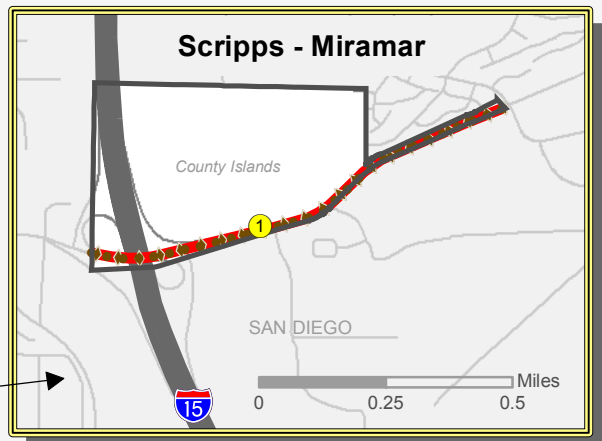 Scripps - Miramar
County Islands
1
SAN DIEGO
Miles
0 0.25 0.5
15